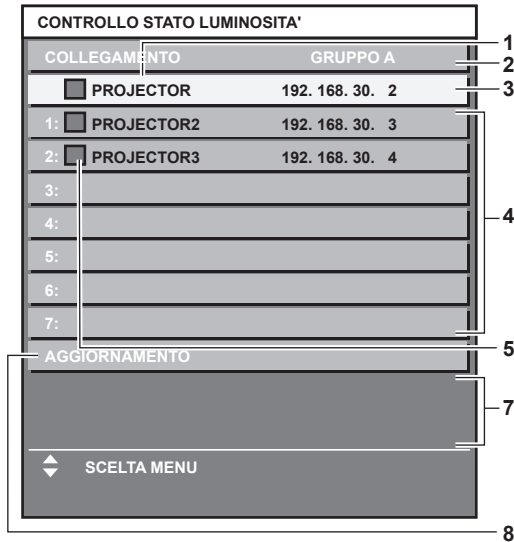 CONTROLLO STATO LUMINOSITA'
COLLEGAMENTO GRUPPO A
PROJECTOR 192. 168. 30. 2
1: PROJECTOR2 192. 168. 30. 3
2: PROJECTOR3 192. 168. 30. 4
3:
4:
5:
6:
7:
AGGIORNAMENTO
SCELTA MENU
1
2
3
4
5
7
8